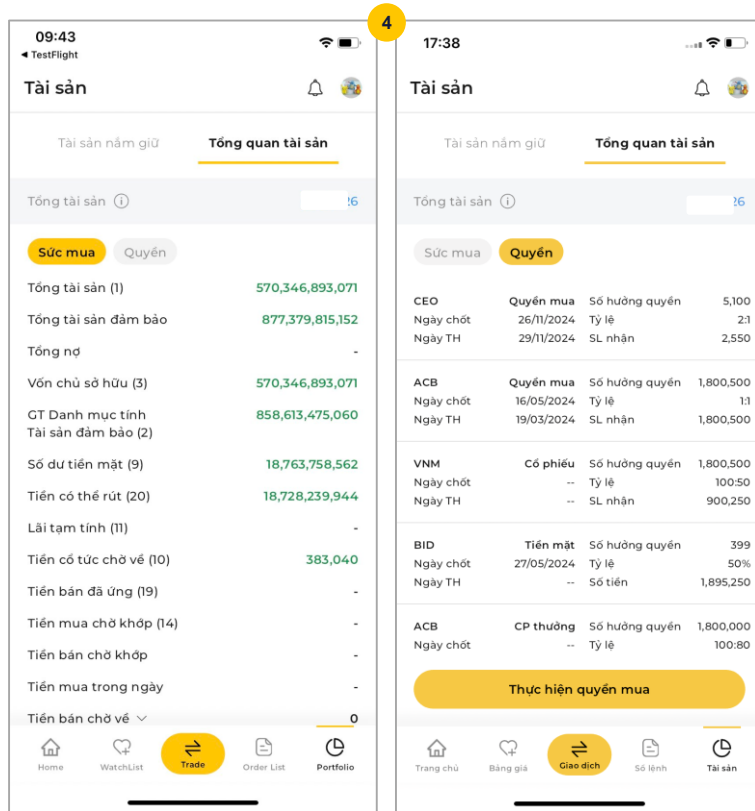 4
09:43
◀ TestFlight
Tài sản
Tài sản nắm giữ Tổng quan tài sản
Tổng tài sản i 26
Sức mua Quyền
Tổng tài sản (1) 570,346,893,071
Tổng tài sản đảm bảo 877,379,815,152
Tổng nợ -
Vốn chủ sở hữu (3) 570,346,893,071
GT Danh mục tính 858,613,475,060
Tài sản đảm bảo (2)
Số dư tiền mặt (9) 18,763,758,562
Tiền có thể rút (20) 18,728,239,944
Lãi tạm tính (11) -
Tiền cổ tức chờ về (10) 383,040
Tiền bán đã ứng (19) -
Tiền mua chờ khớp (14) -
Tiền bán chờ khớp -
Tiền mua trong ngày -
Tiền bán chờ về 0
Home WatchList Trade Order List Portfolio
17:38
Tài sản
Tài sản nắm giữ Tổng quan tài sản
Tổng tài sản i 26
Sức mua Quyền
CEO Quyền mua Số hưởng quyền 5,100
Ngày chốt 26/11/2024 Tỷ lệ 2:1
Ngày TH 29/11/2024 SL nhận 2,550
ACB Quyền mua Số hưởng quyền 1,800,500
Ngày chốt 16/05/2024 Tỷ lệ 1:1
Ngày TH 19/03/2024 SL nhận 1,800,500
VNM Cổ phiếu Số hưởng quyền 1,800,500
Ngày chốt -- Tỷ lệ 100:50
Ngày TH -- SL nhận 900,250
BID Tiền mặt Số hưởng quyền 399
Ngày chốt 27/05/2024 Tỷ lệ 50%
Ngày TH -- Số tiền 1,895,250
ACB CP thưởng Số hưởng quyền 1,800,000
Ngày chốt -- Tỷ lệ 100:80
Thực hiện quyền mua
Trang chủ Bảng giá Giao dịch Sổ lệnh Tài sản